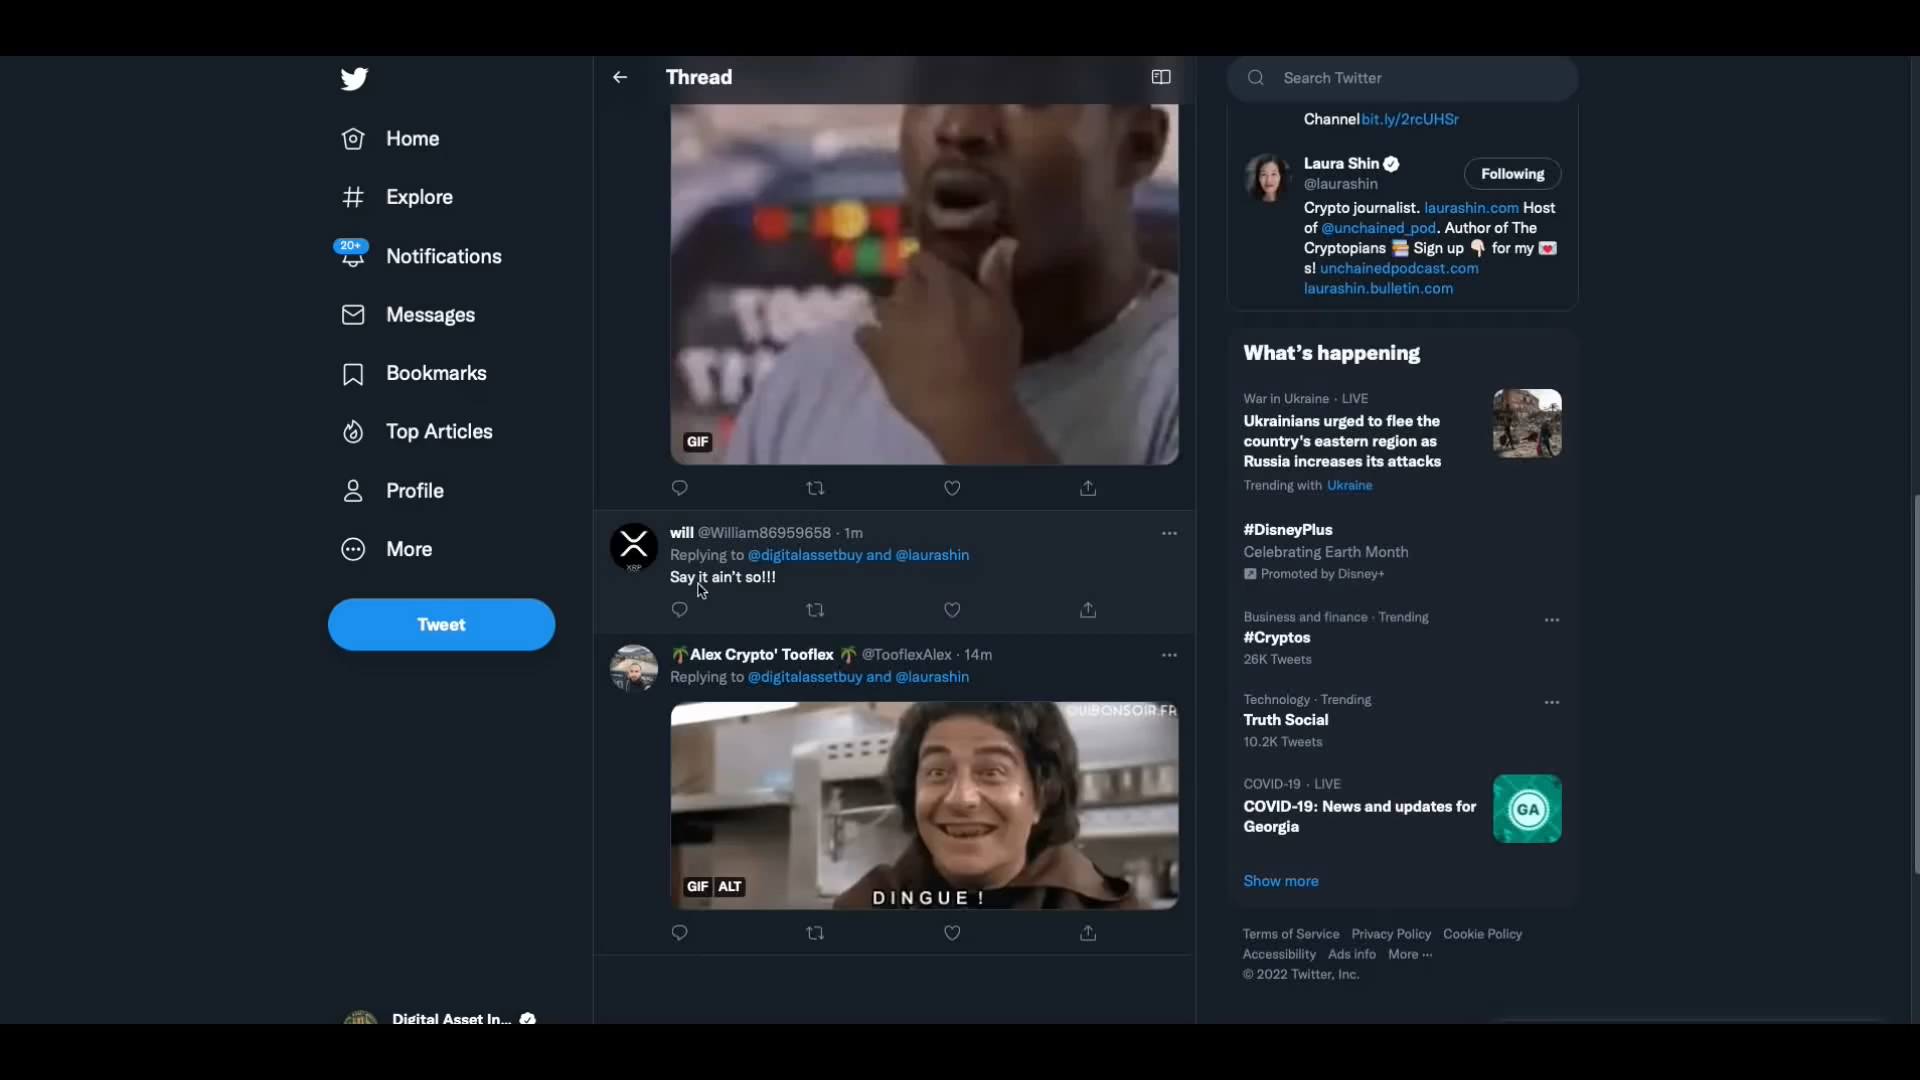 Home
Explore
20+
Notifications
Messages
Bookmarks
Top Articles
Profile
More
Tweet
Digital Asset In...
Thread
GIF
will @William86959658 · 1m
Replying to @digitalassetbuy and @laurashin
Say it ain't so!!!
XRP
🌴Alex Crypto' Tooflex 🌴 @TooflexAlex · 14m
Replying to @digitalassetbuy and @laurashin
OUIBONSOIR.FR
GIF ALT
DINGUE !
Search Twitter
Channel bit.ly/2rcUHSr
Laura Shin
@laurashin
Following
Crypto journalist. laurashin.com Host
of @unchained_pod. Author of The
Cryptopians 📚 Sign up 👇🏻 for my 💌
s! unchainedpodcast.com
laurashin.bulletin.com
What's happening
War in Ukraine · LIVE
Ukrainians urged to flee the
country's eastern region as
Russia increases its attacks
Trending with Ukraine
#DisneyPlus
Celebrating Earth Month
Promoted by Disney+
Business and finance · Trending
#Cryptos
26K Tweets
Technology · Trending
Truth Social
10.2K Tweets
COVID-19 · LIVE
COVID-19: News and updates for
Georgia
GA
Show more
Terms of Service Privacy Policy Cookie Policy
Accessibility Ads info More ···
© 2022 Twitter, Inc.